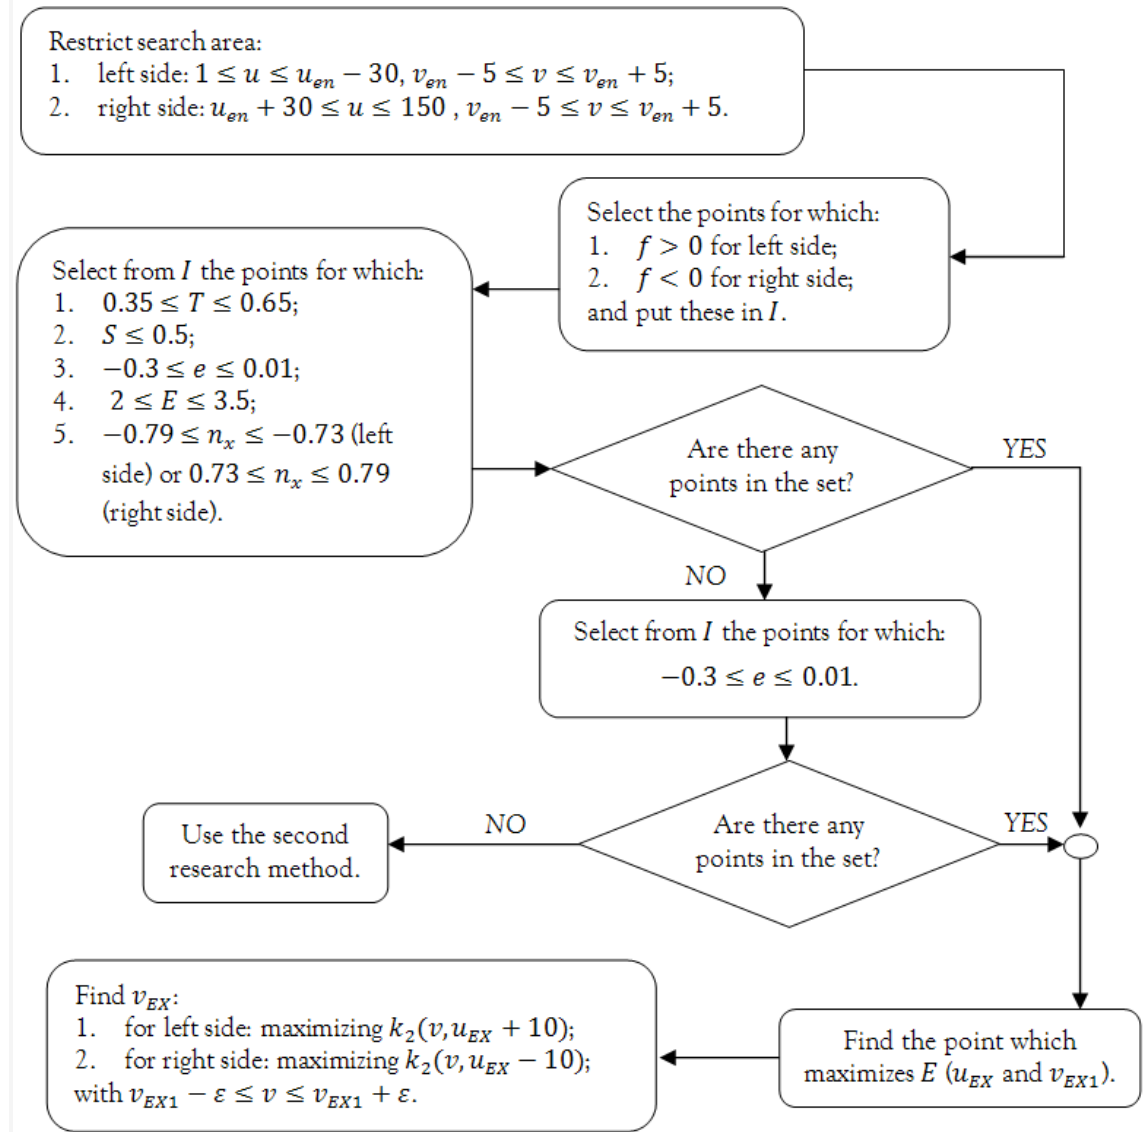 Restrict search area:
1. left side: 1 ≤ u ≤ u_en − 30, v_en − 5 ≤ v ≤ v_en + 5;
2. right side: u_en + 30 ≤ u ≤ 150 , v_en − 5 ≤ v ≤ v_en + 5.
Select the points for which:
1. f > 0 for left side;
2. f < 0 for right side;
and put these in I.
Select from I the points for which:
1. 0.35 ≤ T ≤ 0.65;
2. S ≤ 0.5;
3. −0.3 ≤ e ≤ 0.01;
4. 2 ≤ E ≤ 3.5;
5. −0.79 ≤ n_x ≤ −0.73 (left
side) or 0.73 ≤ n_x ≤ 0.79
(right side).
Are there any
points in the set?
YES
NO
Select from I the points for which:
−0.3 ≤ e ≤ 0.01.
Are there any
points in the set?
YES
NO
Use the second
research method.
Find the point which
maximizes E (u_EX and v_EX1).
Find v_EX:
1. for left side: maximizing k_2(v,u_EX + 10);
2. for right side: maximizing k_2(v,u_EX − 10);
with v_EX1 − ε ≤ v ≤ v_EX1 + ε.